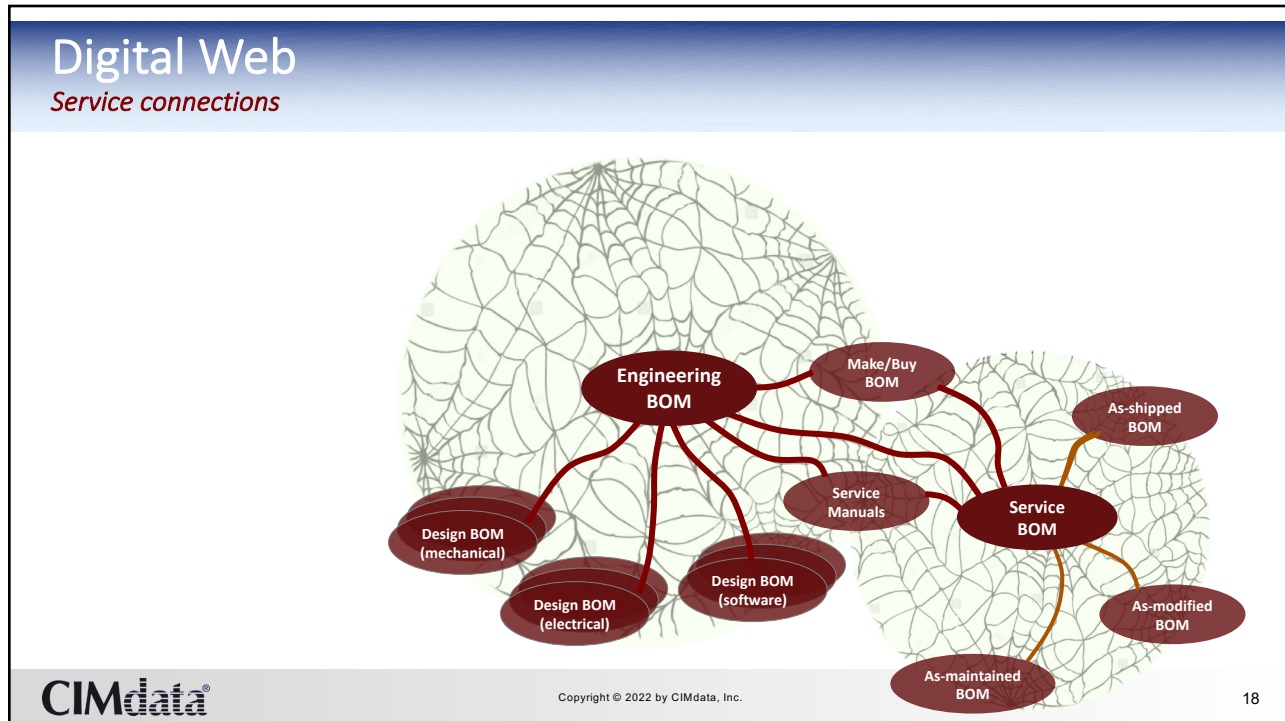 Digital Web
Service connections
Engineering
BOM
Make/Buy
BOM
As-shipped
BOM
Service
Manuals
Service
BOM
Design BOM
(mechanical)
Design BOM
(electrical)
Design BOM
(software)
As-modified
BOM
As-maintained
BOM
CIMdata®
Copyright © 2022 by CIMdata, Inc.
18